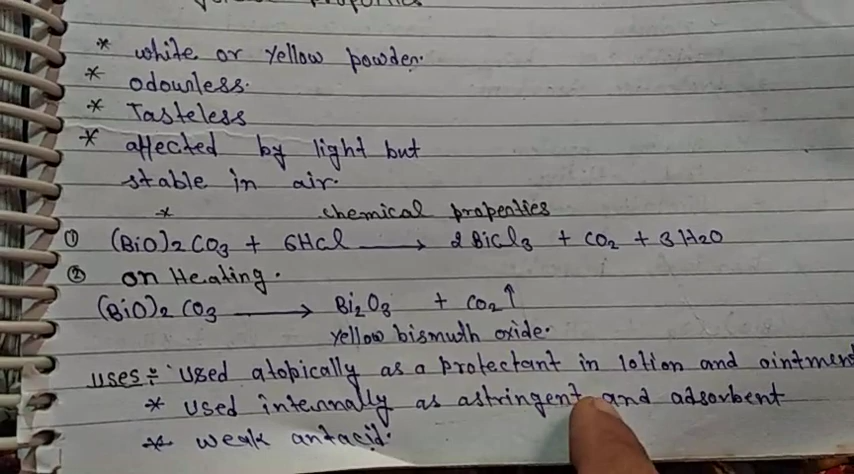 * white or yellow powder.
* odourless.
* Tasteless
* affected by light but
stable in air.
* chemical properties
① (BiO)2 CO3 + 6HCl → 2BiCl3 + CO2 + 3H2O
② on Heating.
(BiO)2 CO3 → Bi2O3 + CO2↑
yellow bismuth oxide.
uses ÷ used atopically as a protectant in lotion and ointment
* used internally as astringent and adsorbent
* weak antacid.